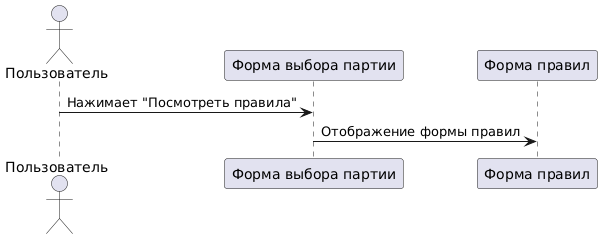 Пользователь
Форма выбора партии
Форма правил
Нажимает "Посмотреть правила"
Отображение формы правил
Пользователь
Форма выбора партии
Форма правил